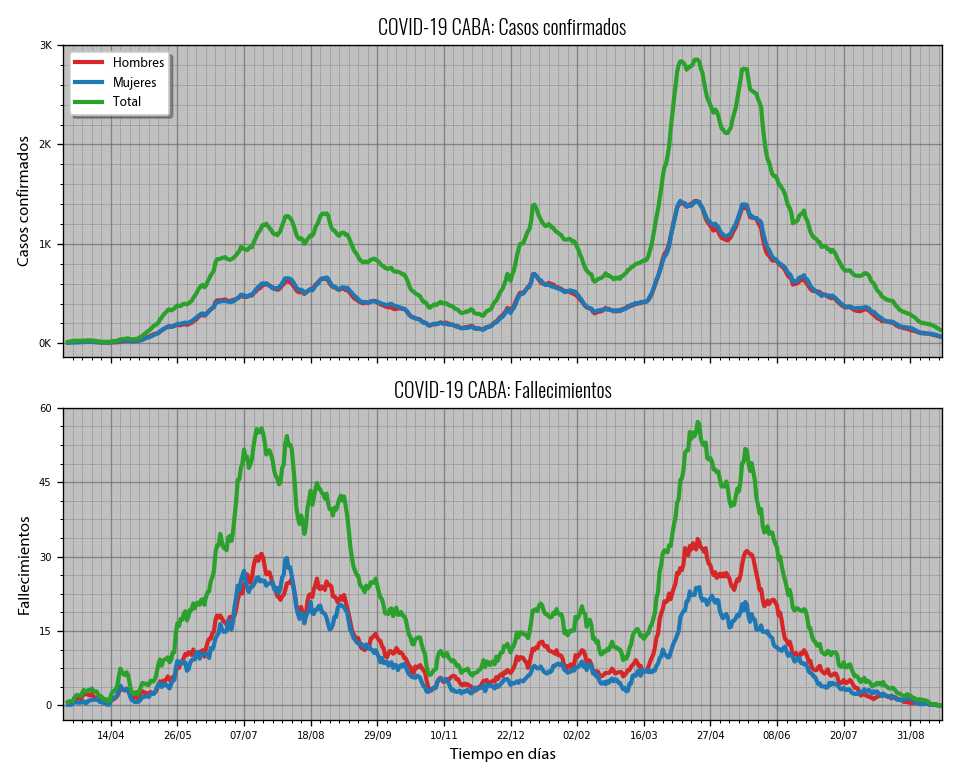 COVID-19 CABA: Casos confirmados
3K
2K
1K
0K
Casos confirmados
Hombres
Mujeres
Total
COVID-19 CABA: Fallecimientos
60
45
30
15
0
Fallecimientos
14/04 26/05 07/07 18/08 29/09 10/11 22/12 02/02 16/03 27/04 08/06 20/07 31/08
Tiempo en días